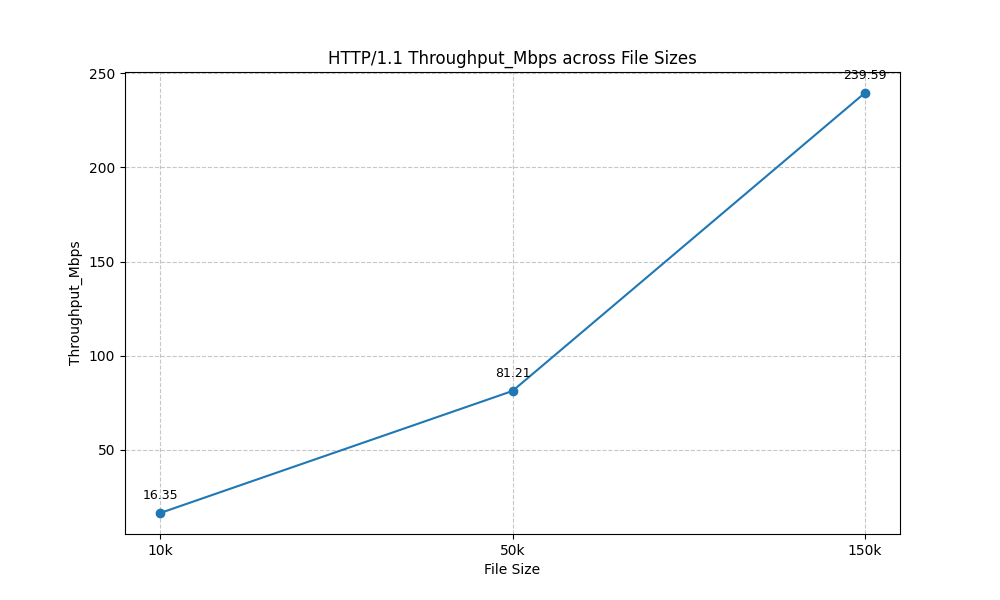 HTTP/1.1 Throughput_Mbps across File Sizes
250
200
150
100
50
Throughput_Mbps
239.59
81.21
16.35
10k
50k
150k
File Size